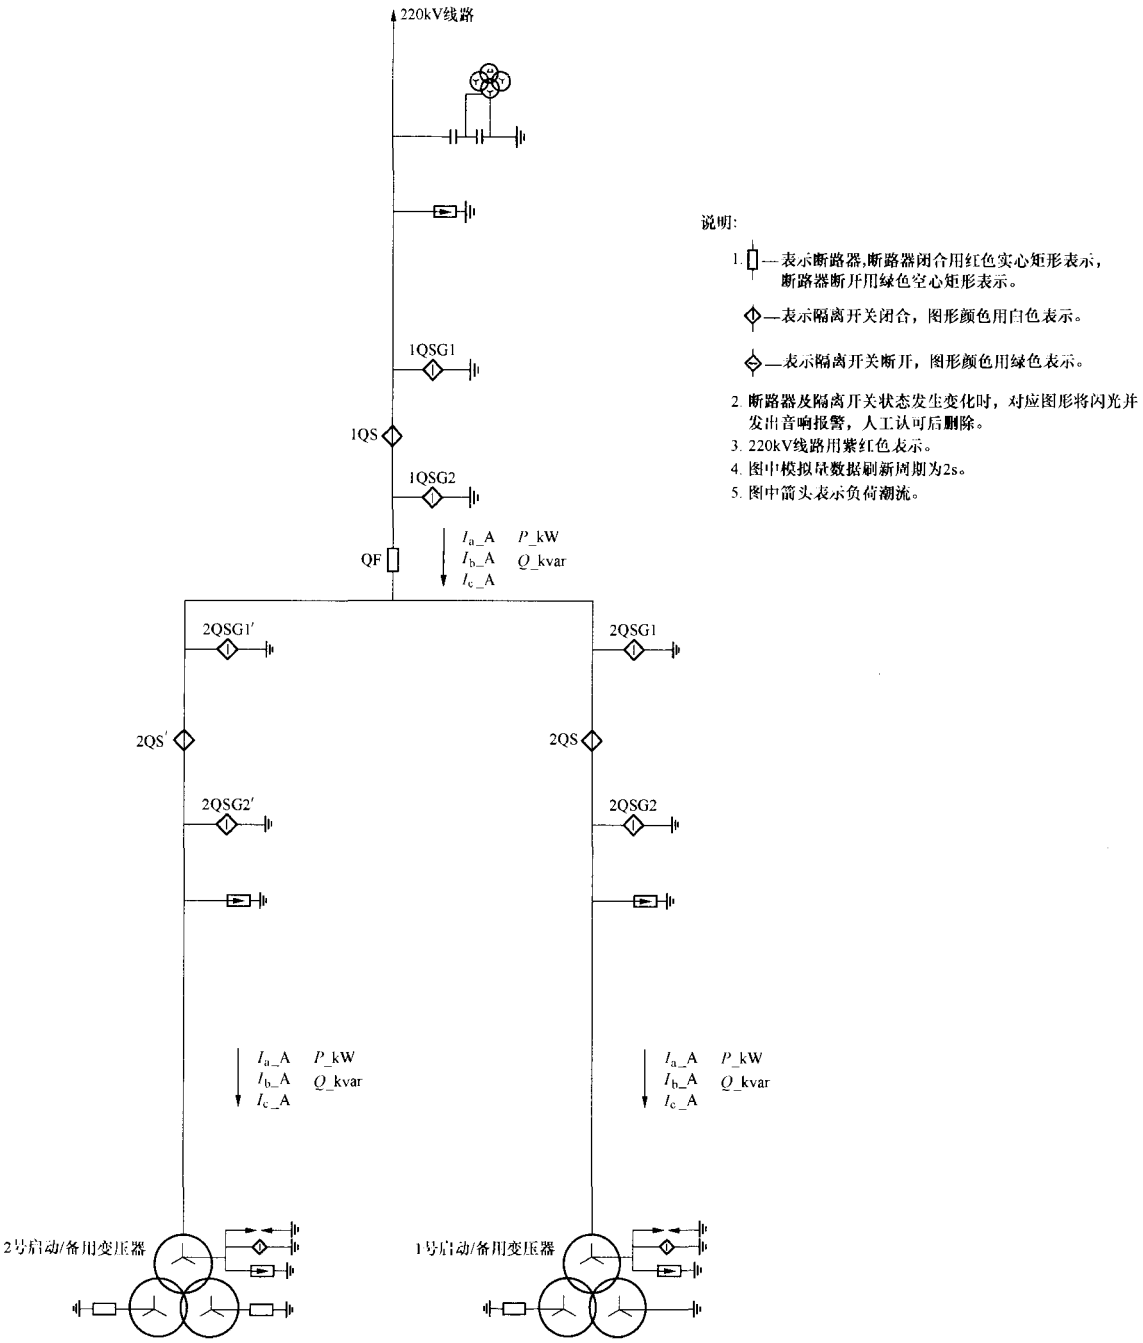 220kV线路
说明:
1. —表示断路器,断路器闭合用红色实心矩形表示,
断路器断开用绿色空心矩形表示。
—表示隔离开关闭合，图形颜色用白色表示。
—表示隔离开关断开，图形颜色用绿色表示。
2. 断路器及隔离开关状态发生变化时，对应图形将闪光并
发出音响报警，人工认可后删除。
3. 220kV线路用紫红色表示。
4. 图中模拟量数据刷新周期为2s。
5. 图中箭头表示负荷潮流。
1QSG1
1QS
1QSG2
QF
Ia_A P_kW
Ib_A Q_kvar
Ic_A
2QSG1′
2QSG1
2QS′
2QS
2QSG2′
2QSG2
Ia_A P_kW
Ib_A Q_kvar
Ic_A
Ia_A P_kW
Ib_A Q_kvar
Ic_A
2号启动/备用变压器
1号启动/备用变压器